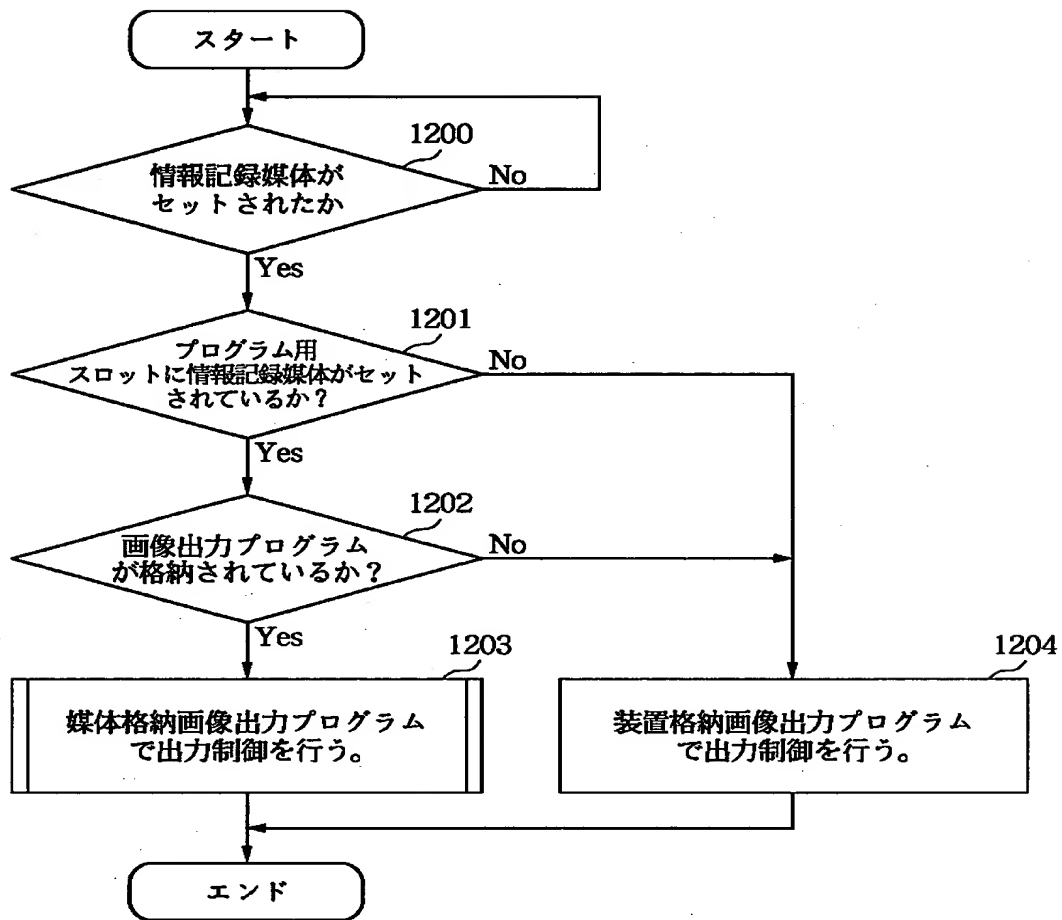 スタート
1200
情報記録媒体が
セットされたか
No
Yes
1201
プログラム用
スロットに情報記録媒体がセット
されているか?
No
Yes
1202
画像出力プログラム
が格納されているか?
No
Yes
1203
媒体格納画像出力プログラム
で出力制御を行う。
1204
装置格納画像出力プログラム
で出力制御を行う。
エンド